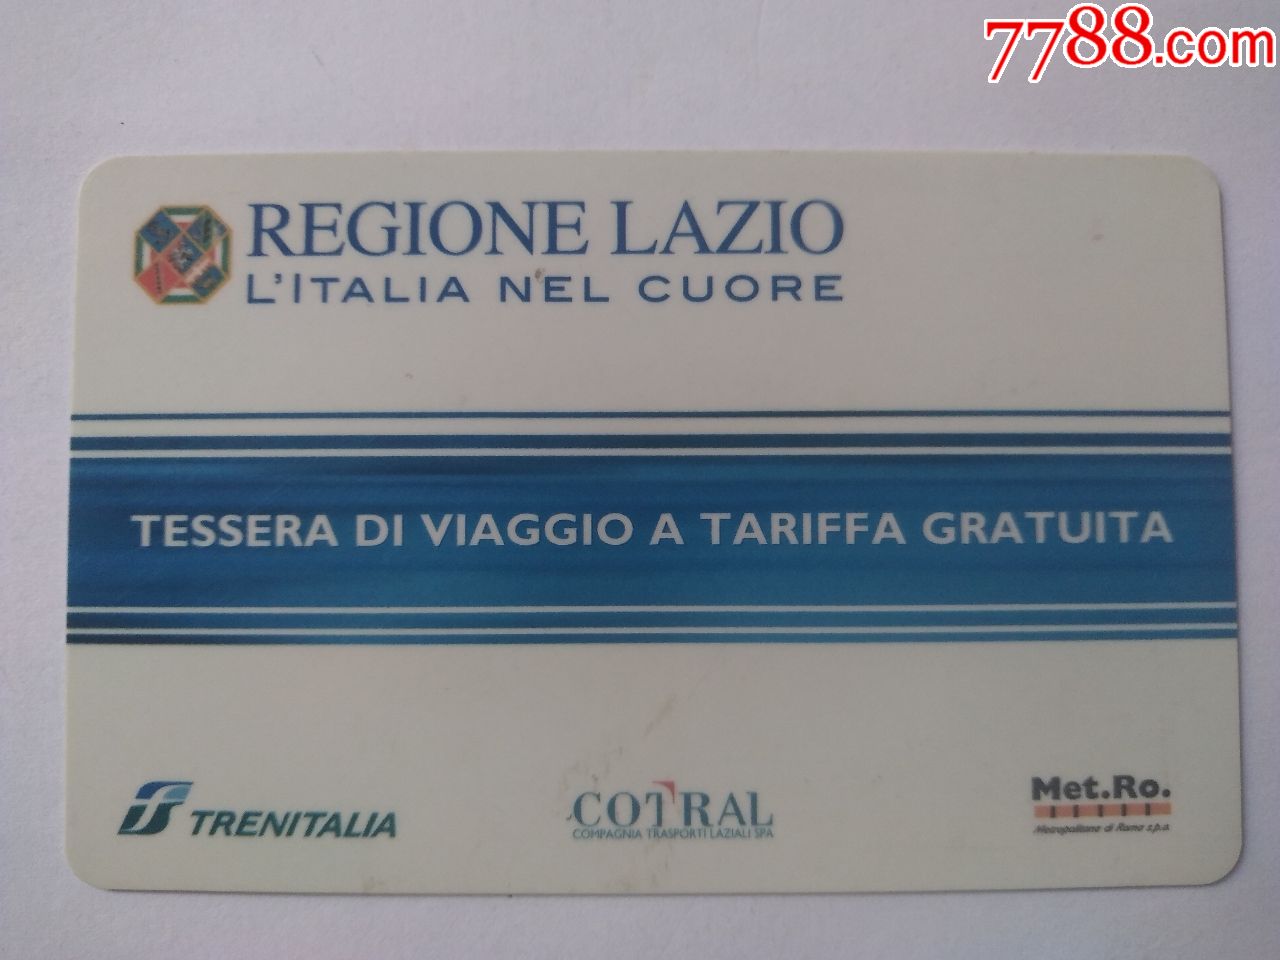 7788.com
REGIONE LAZIO
L'ITALIA NEL CUORE
TESSERA DI VIAGGIO A TARIFFA GRATUITA
TRENITALIA
COTRAL
COMPAGNIA TRASPORTI LAZIALI SPA
Met.Ro.
Metropolitana di Roma s.p.a.